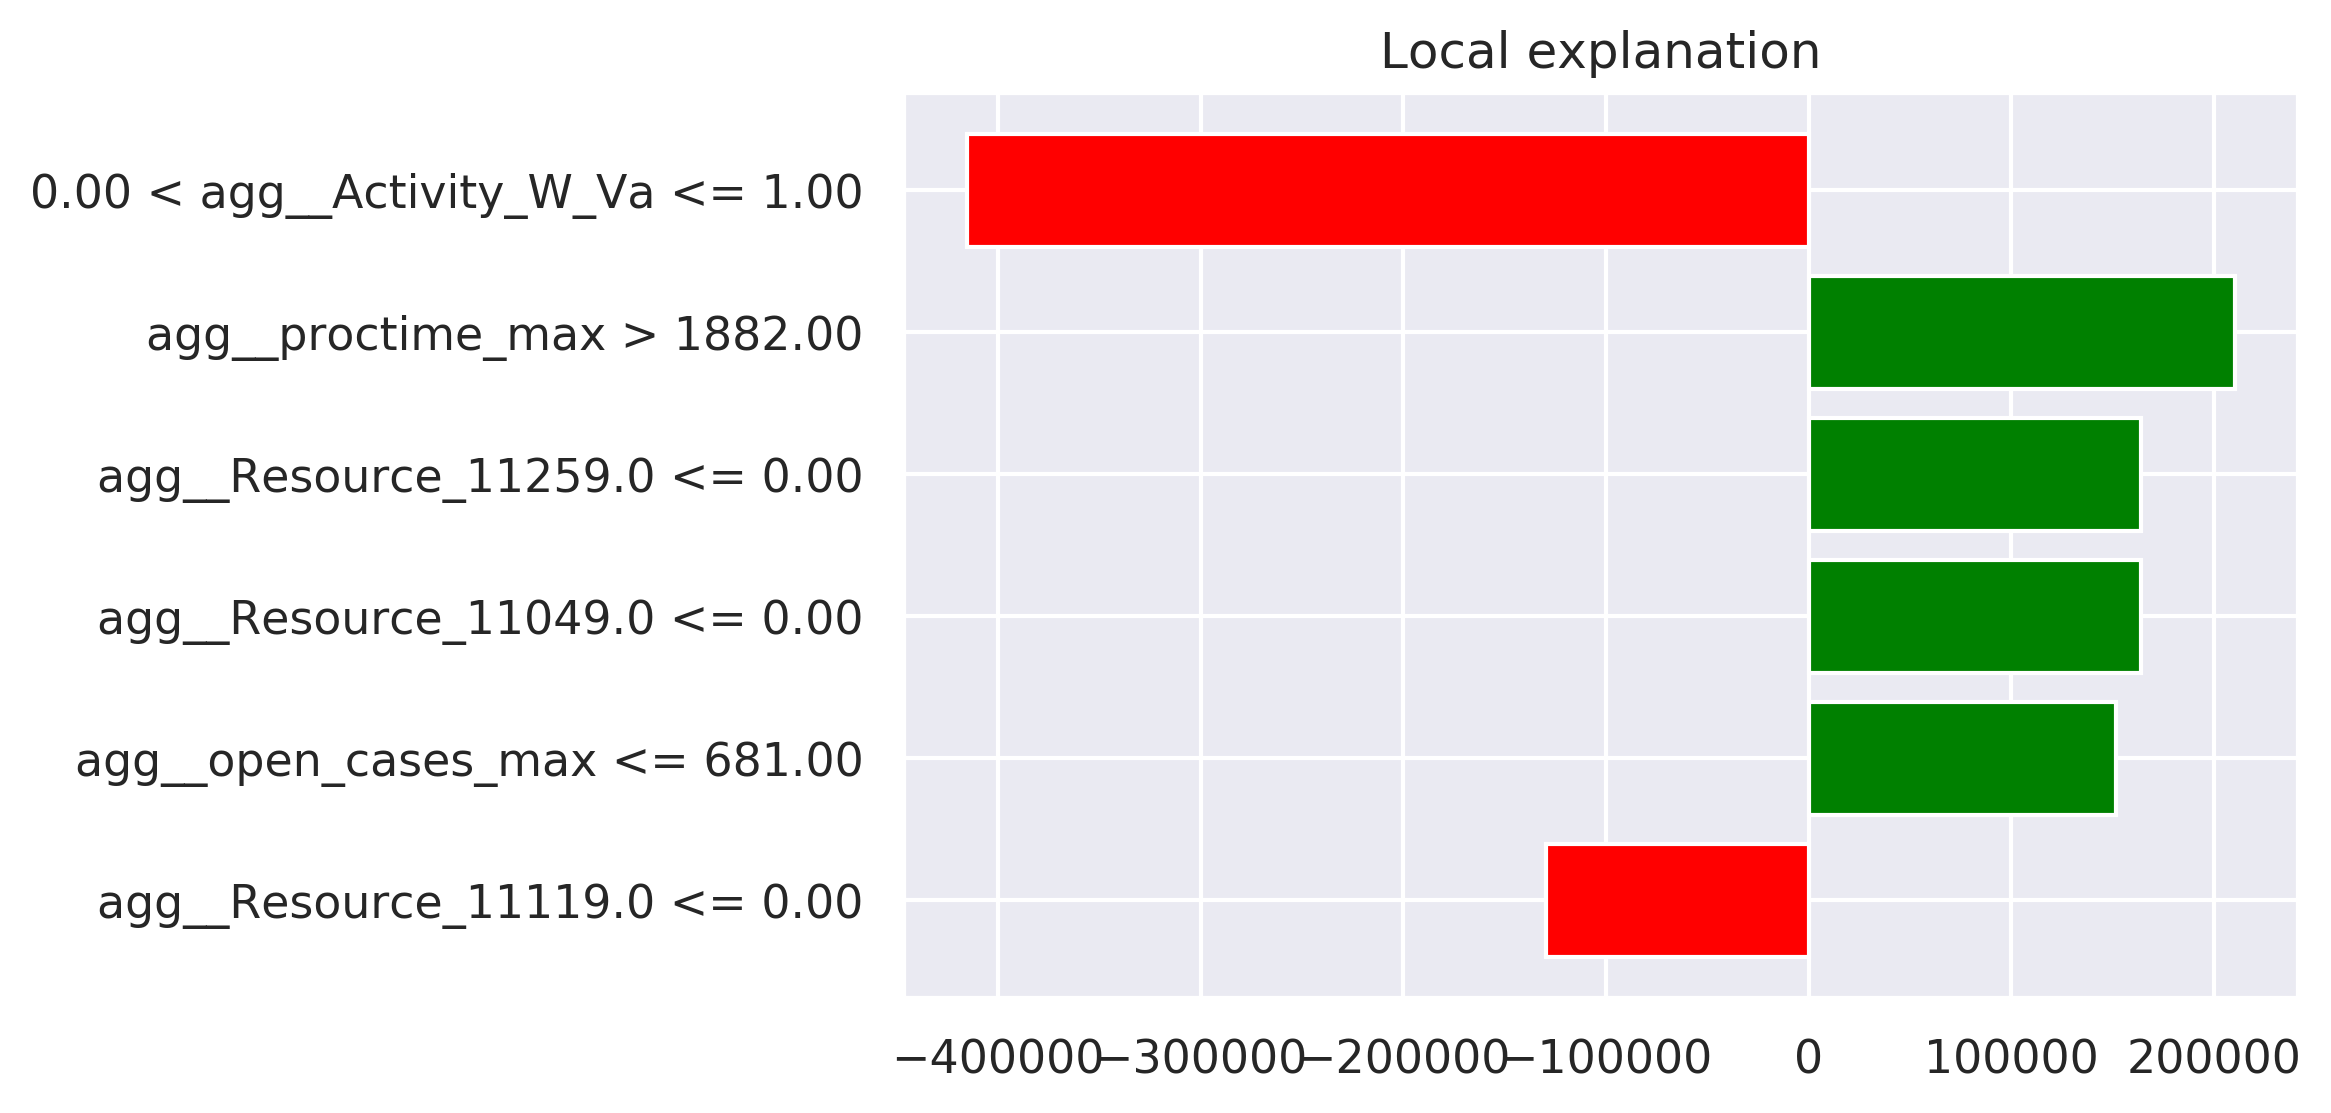 Local explanation
0.00 < agg__Activity_W_Va <= 1.00
agg__proctime_max > 1882.00
agg__Resource_11259.0 <= 0.00
agg__Resource_11049.0 <= 0.00
agg__open_cases_max <= 681.00
agg__Resource_11119.0 <= 0.00
−400000 −300000 −200000 −100000 0 100000 200000